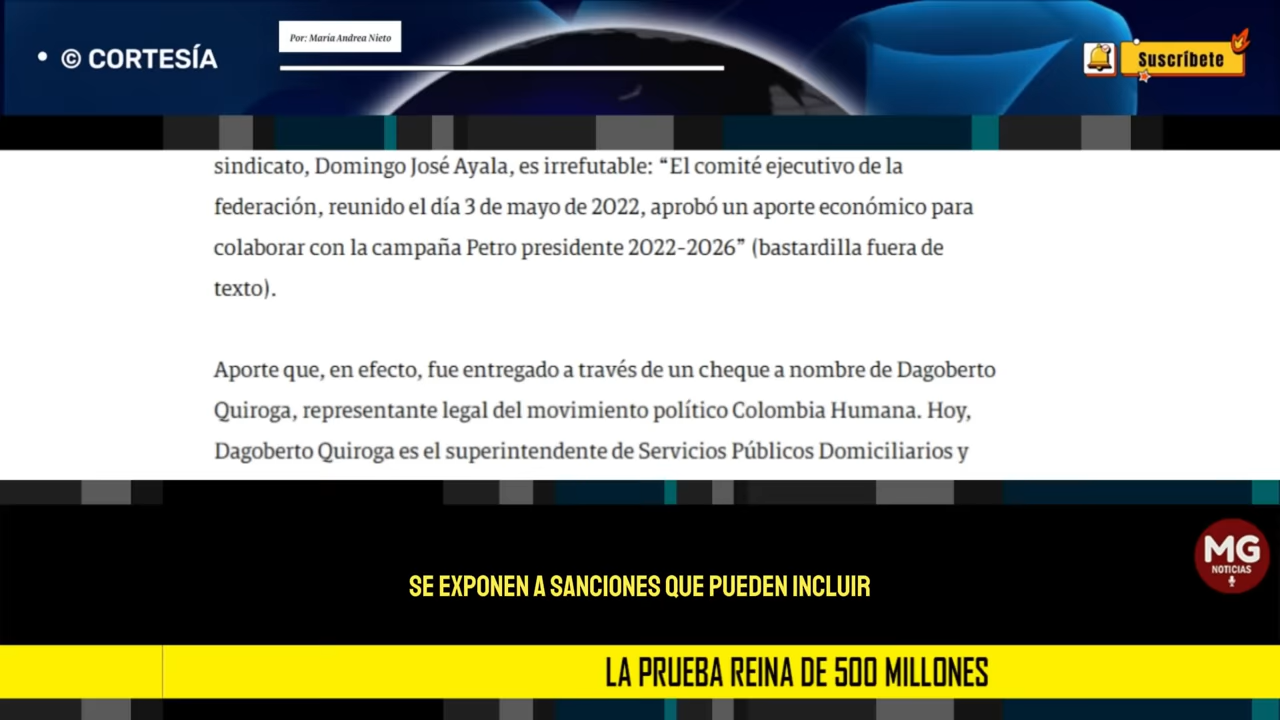 • © CORTESÍA
Por: María Andrea Nieto
Suscríbete
sindicato, Domingo José Ayala, es irrefutable: “El comité ejecutivo de la
federación, reunido el día 3 de mayo de 2022, aprobó un aporte económico para
colaborar con la campaña Petro presidente 2022-2026” (bastardilla fuera de
texto).
Aporte que, en efecto, fue entregado a través de un cheque a nombre de Dagoberto
Quiroga, representante legal del movimiento político Colombia Humana. Hoy,
Dagoberto Quiroga es el superintendente de Servicios Públicos Domiciliarios y
MG
NOTICIAS
SE EXPONEN A SANCIONES QUE PUEDEN INCLUIR
LA PRUEBA REINA DE 500 MILLONES